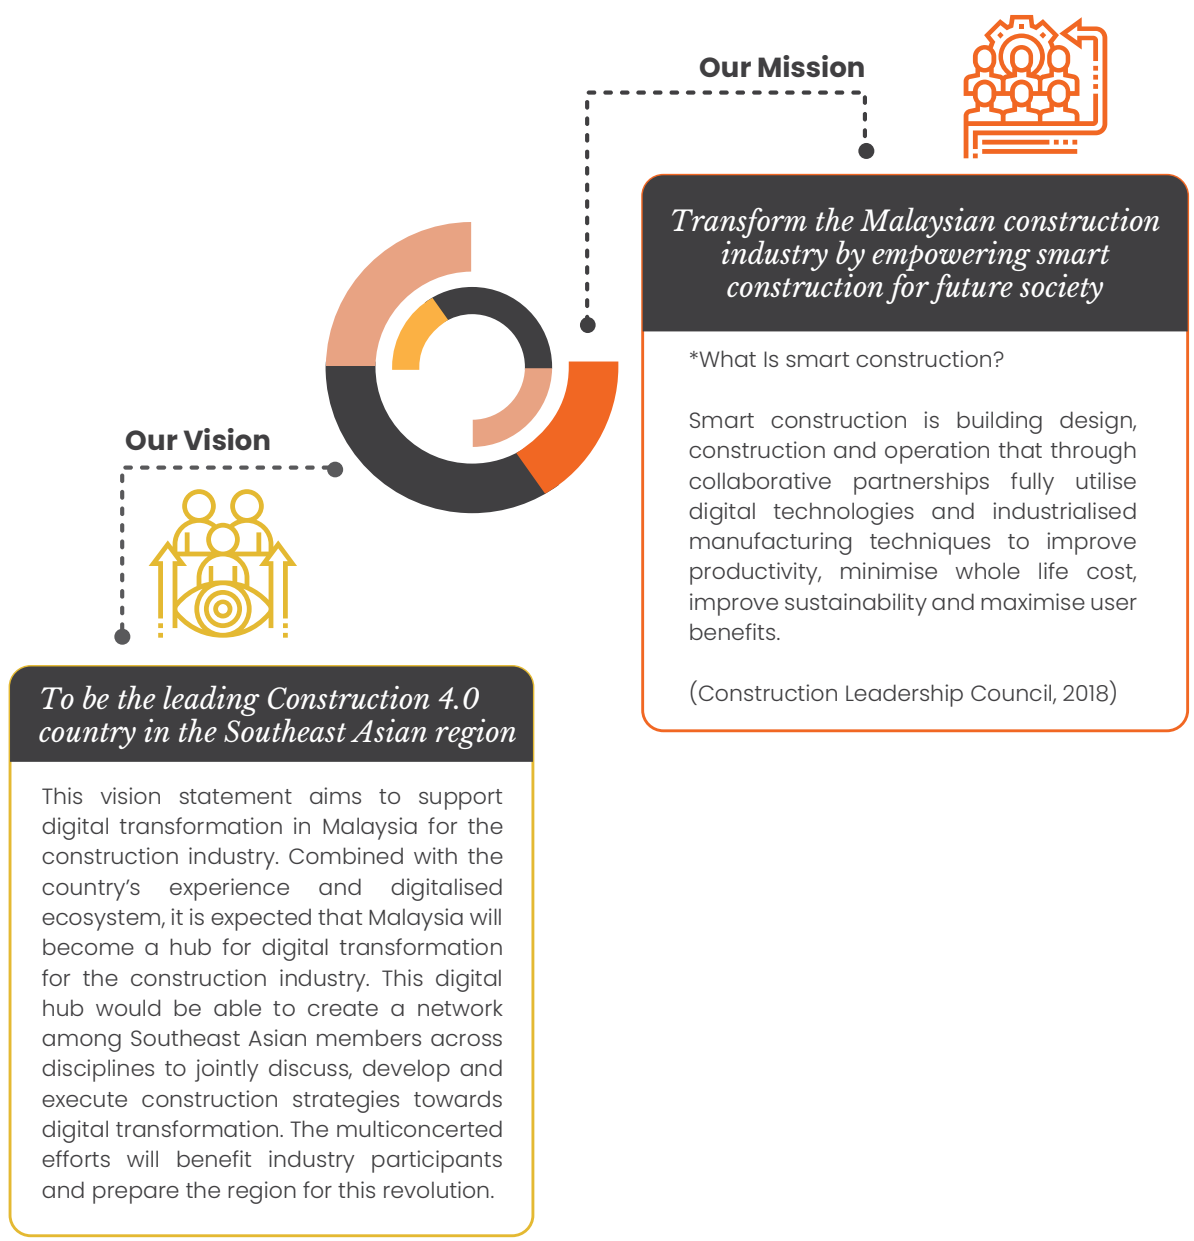 Our Mission
Transform the Malaysian construction
industry by empowering smart
construction for future society
*What Is smart construction?
Smart construction is building design,
construction and operation that through
collaborative partnerships fully utilise
digital technologies and industrialised
manufacturing techniques to improve
productivity, minimise whole life cost,
improve sustainability and maximise user
benefits.
(Construction Leadership Council, 2018)
Our Vision
To be the leading Construction 4.0
country in the Southeast Asian region
This vision statement aims to support
digital transformation in Malaysia for the
construction industry. Combined with the
country’s experience and digitalised
ecosystem, it is expected that Malaysia will
become a hub for digital transformation
for the construction industry. This digital
hub would be able to create a network
among Southeast Asian members across
disciplines to jointly discuss, develop and
execute construction strategies towards
digital transformation. The multiconcerted
efforts will benefit industry participants
and prepare the region for this revolution.